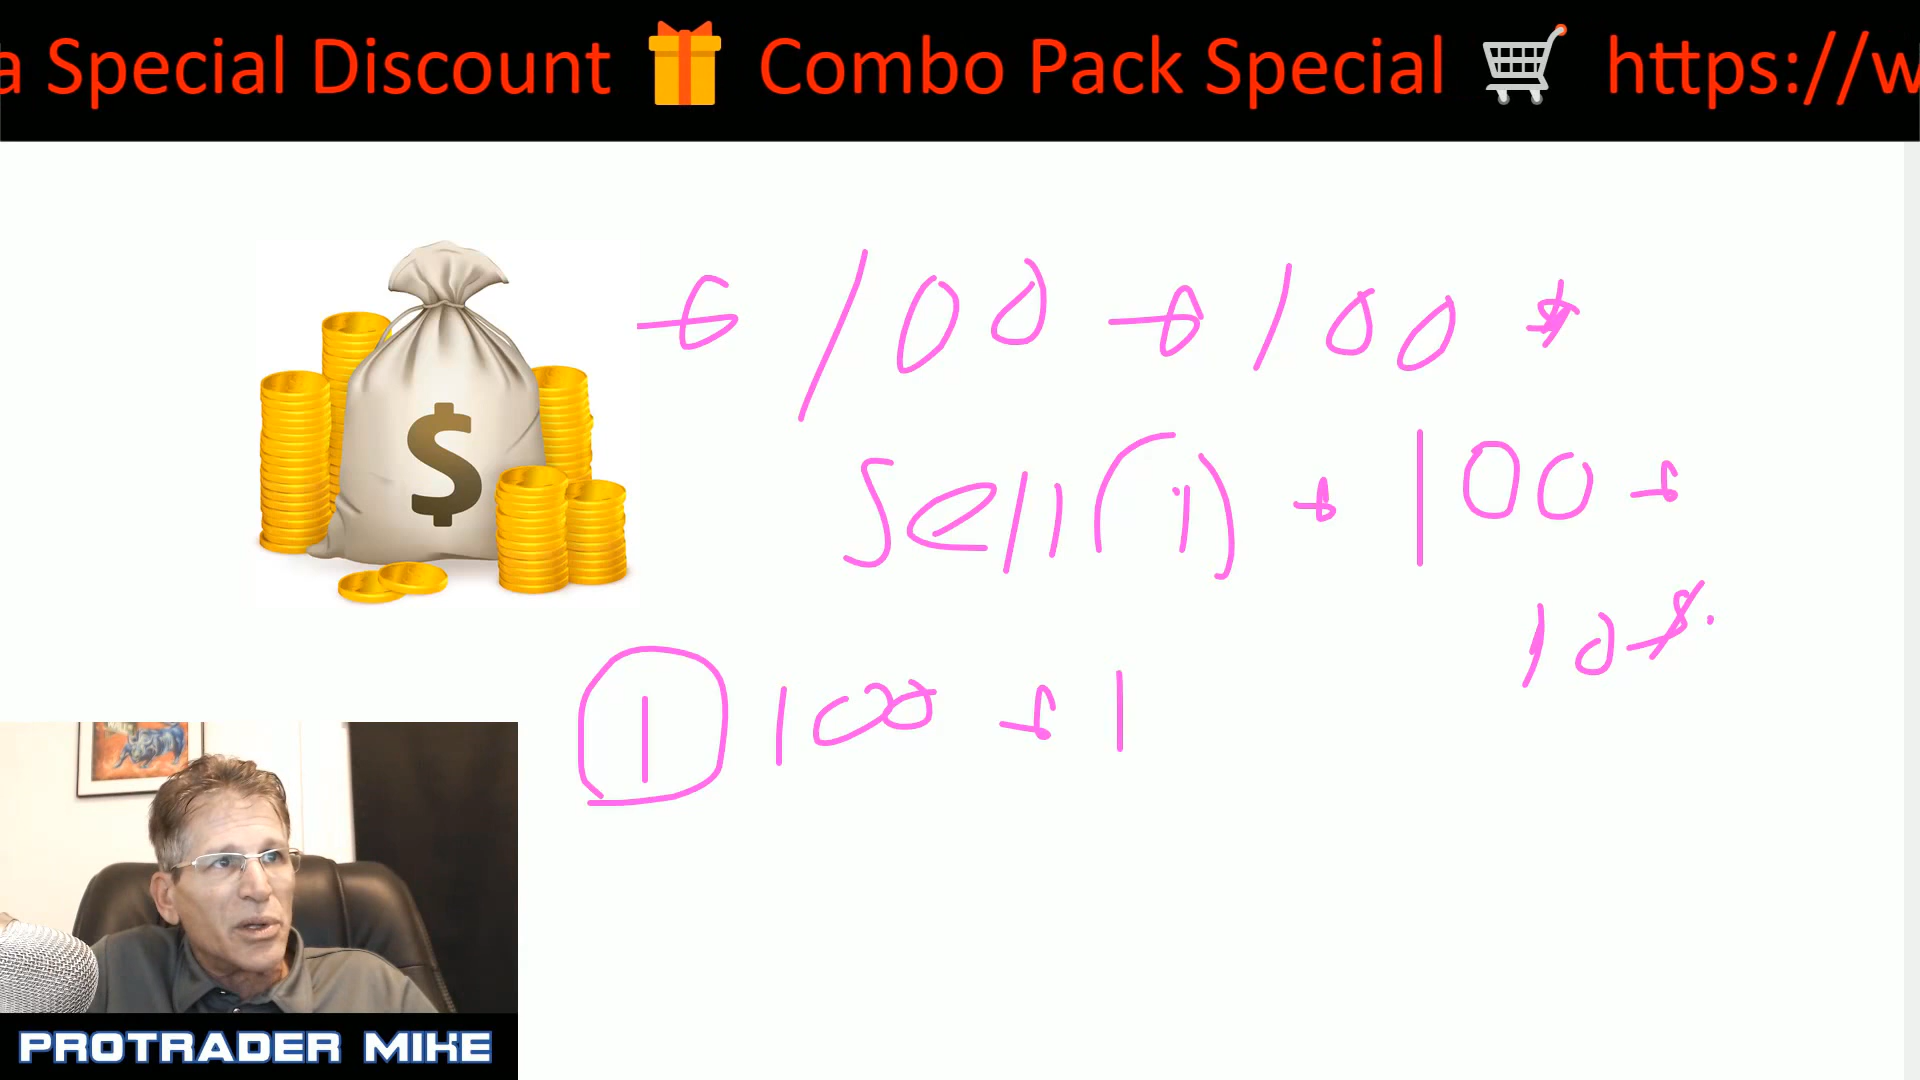 a Special Discount 🎁 Combo Pack Special 🛒 https://w
100 100 $
$
Sell (1) 100
10
1 100 1
PROTRADER MIKE